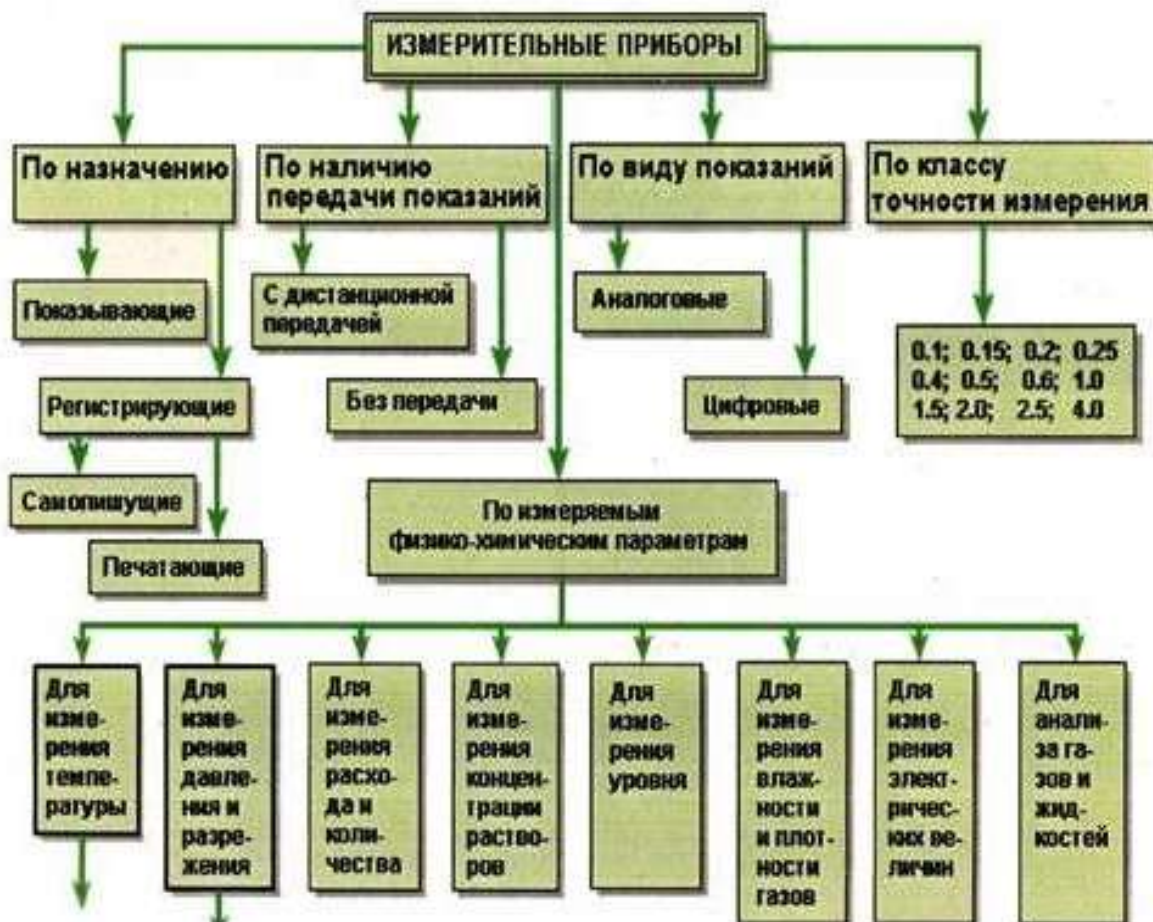 ИЗМЕРИТЕЛЬНЫЕ ПРИБОРЫ
По назначению
По наличию
передачи показаний
По виду показаний
По классу
точности измерения
Показывающие
С дистанционной
передачей
Аналоговые
0.1; 0.15; 0.2; 0.25
0.4; 0.5; 0.6; 1.0
1.5; 2.0; 2.5; 4.0
Регистрирующие
Без передачи
Цифровые
Самопишущие
Печатающие
По измеряемым
физико-химическим параметрам
Для
изме-
рения
темпе-
ратуры
Для
изме-
рения
давле-
ния и
разре-
жения
Для
изме-
рения
расхо-
да и
коли-
чества
Для
изме-
рения
концен-
трации
раство-
ров
Для
изме-
рения
уровня
Для
изме-
рения
влаж-
ности
и плот-
ности
газов
Для
изме-
рения
элект-
ричес-
ких ве-
личин
Для
анали-
за га-
зов и
жид-
костей